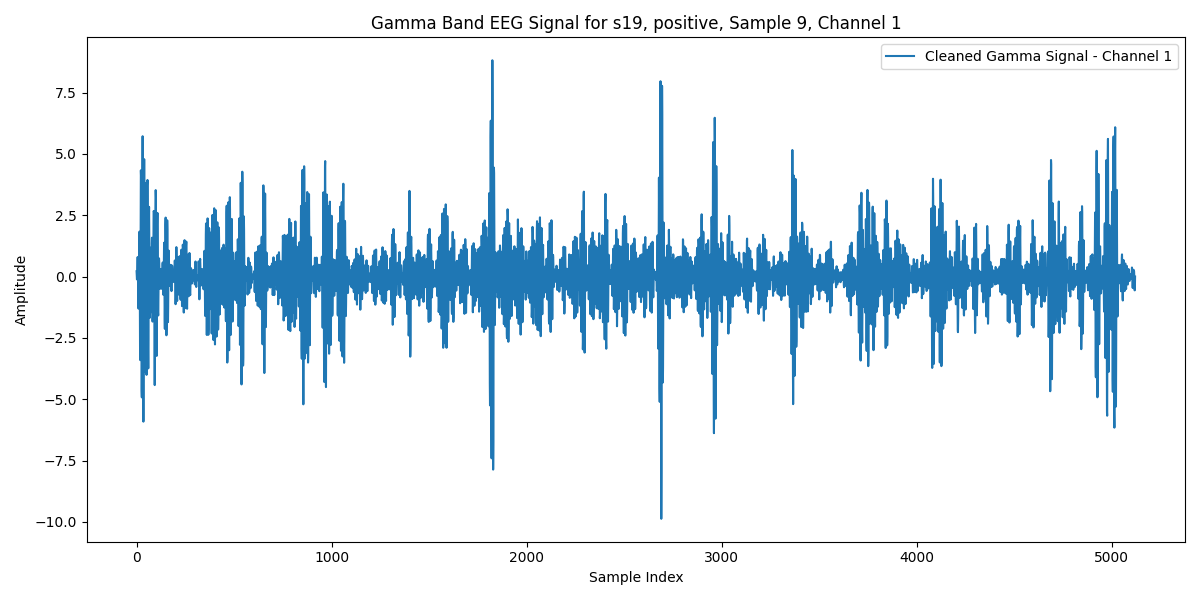 Gamma Band EEG Signal for s19, positive, Sample 9, Channel 1
Cleaned Gamma Signal - Channel 1
7.5
5.0
2.5
0.0
−2.5
−5.0
−7.5
−10.0
Amplitude
0 1000 2000 3000 4000 5000
Sample Index